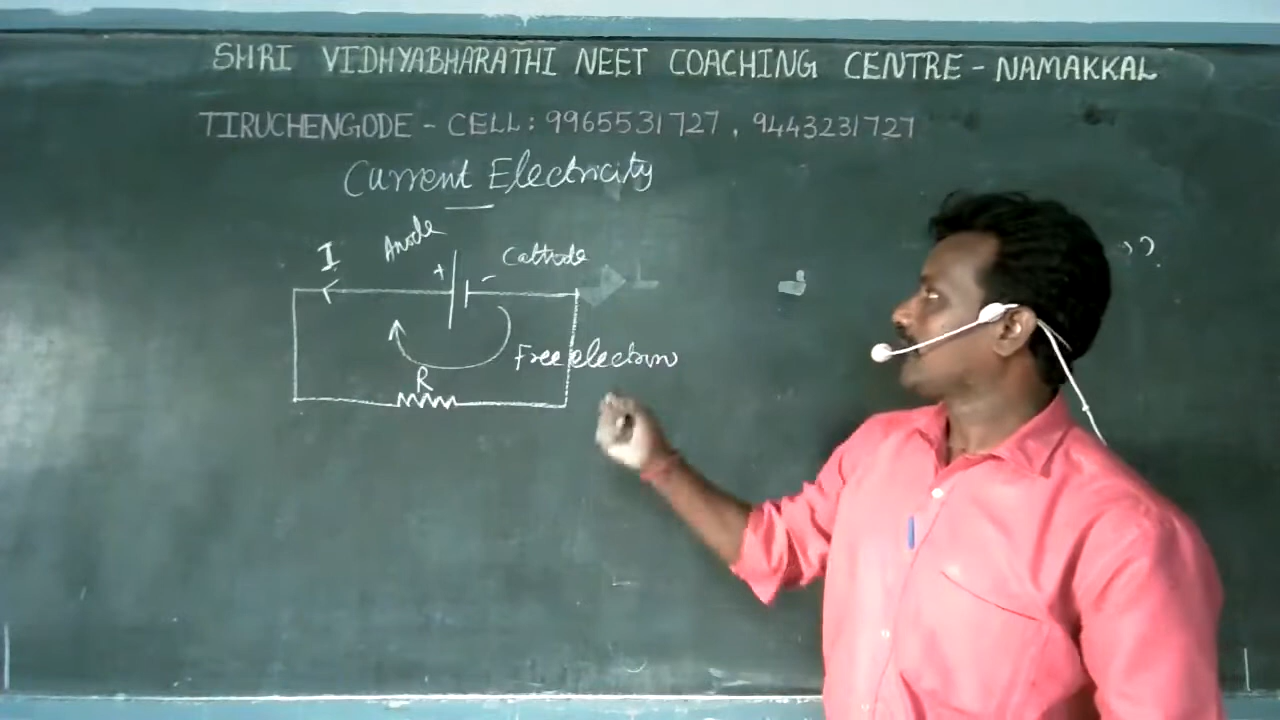 SHRI VIDHYABHARATHI NEET COACHING CENTRE - NAMAKKAL
TIRUCHENGODE - CELL : 9965531727 , 9443231727
Current Electricity
I
Anode
+
-
Cathode
Free electron
R